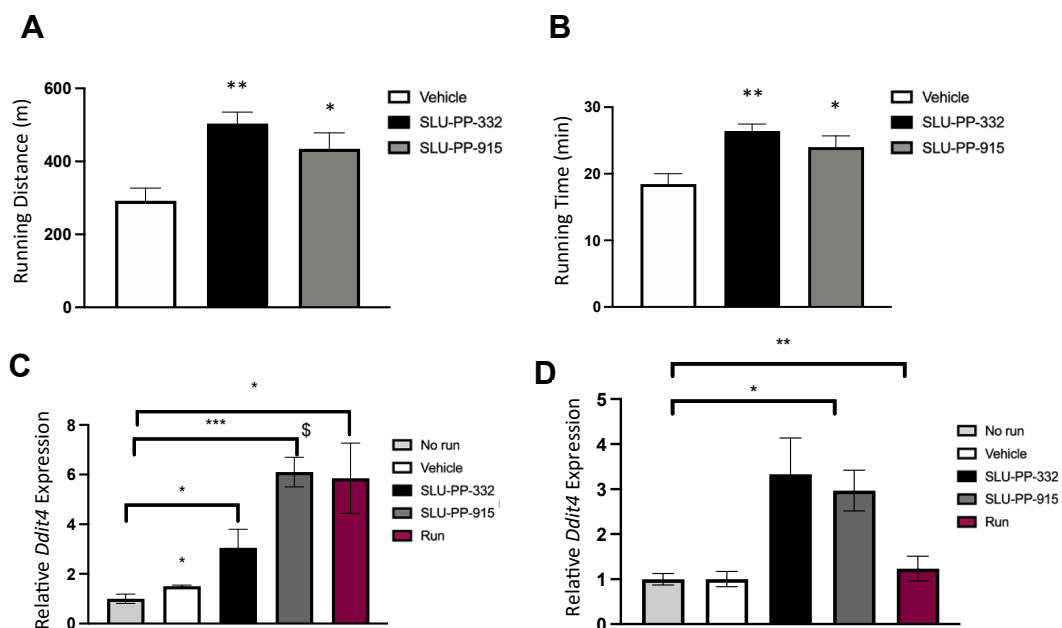 A
Running Distance (m)
600
400
200
0
**
*
Vehicle
SLU-PP-332
SLU-PP-915
B
Running Time (min)
30
20
10
0
**
*
Vehicle
SLU-PP-332
SLU-PP-915
C
Relative Ddit4 Expression
8
6
4
2
0
*
***
$
*
*
No run
Vehicle
SLU-PP-332
SLU-PP-915
Run
D
Relative Ddit4 Expression
5
4
3
2
1
0
**
*
No run
Vehicle
SLU-PP-332
SLU-PP-915
Run